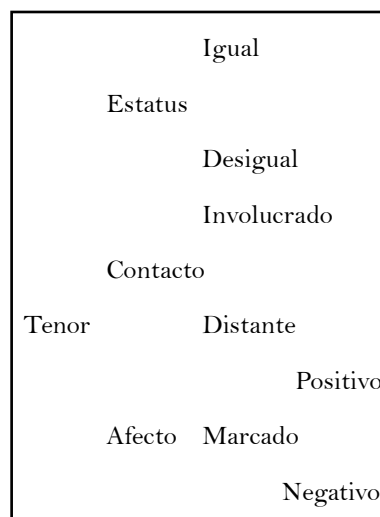 Igual
Estatus
Desigual
Involucrado
Contacto
Tenor Distante
Positivo
Afecto Marcado
Negativo